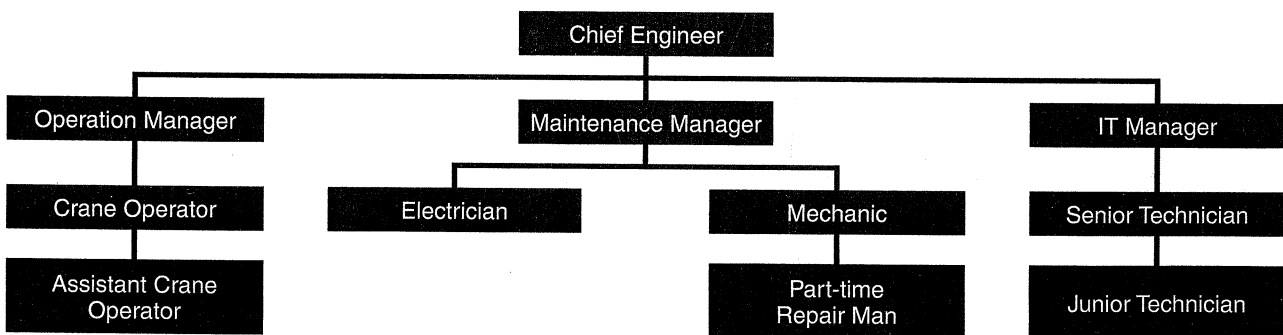 Chief Engineer
Operation Manager
Maintenance Manager
IT Manager
Crane Operator
Electrician
Mechanic
Senior Technician
Assistant Crane
Operator
Part-time
Repair Man
Junior Technician